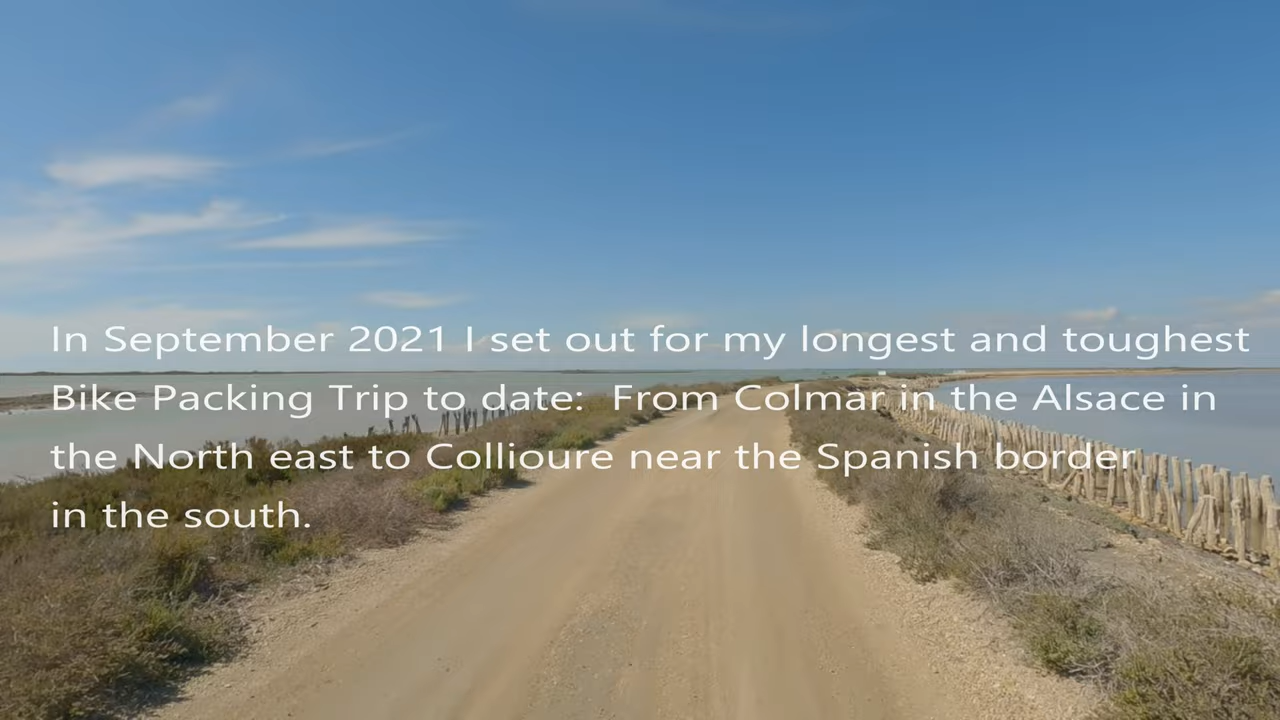 In September 2021 I set out for my longest and toughest
Bike Packing Trip to date:  From Colmar in the Alsace in
the North east to Collioure near the Spanish border
in the south.